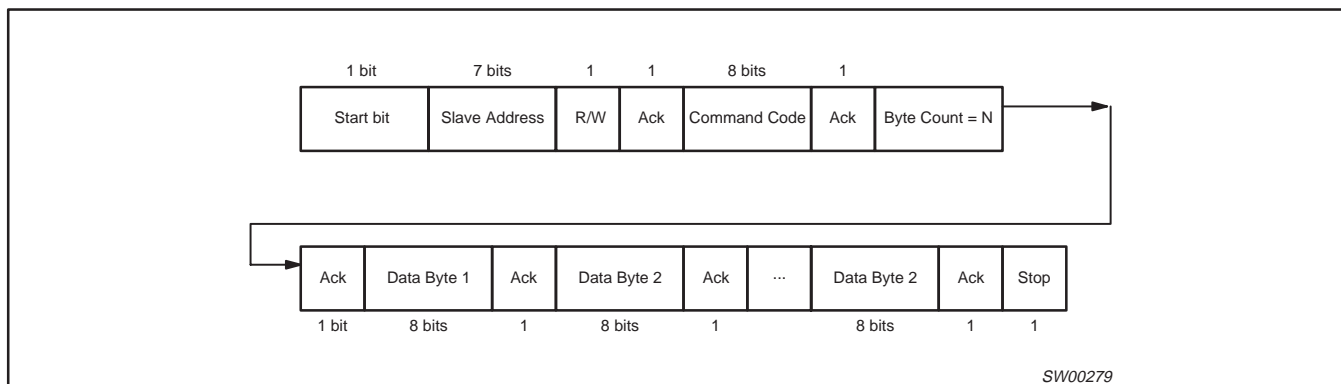 1 bit 7 bits 1 1 8 bits 1
Start bit Slave Address R/W Ack Command Code Ack Byte Count = N
Ack Data Byte 1 Ack Data Byte 2 Ack ... Data Byte 2 Ack Stop
1 bit 8 bits 1 8 bits 1 8 bits 1 1
SW00279